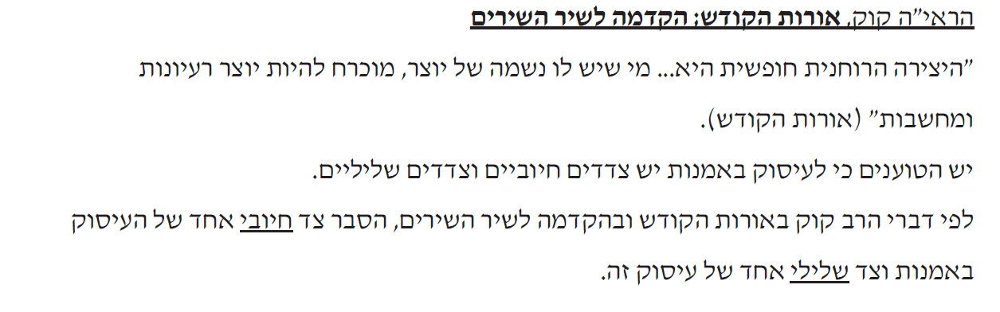 הראי"ה קוק, אורות הקודש; הקדמה לשיר השירים
"היצירה הרוחנית חופשית היא... מי שיש לו נשמה של יוצר, מוכרח להיות יוצר רעיונות
ומחשבות" (אורות הקודש).
יש הטוענים כי לעיסוק באמנות יש צדדים חיוביים וצדדים שליליים.
לפי דברי הרב קוק באורות הקודש ובהקדמה לשיר השירים, הסבר צד חיובי אחד של העיסוק
באמנות וצד שלילי אחד של עיסוק זה.